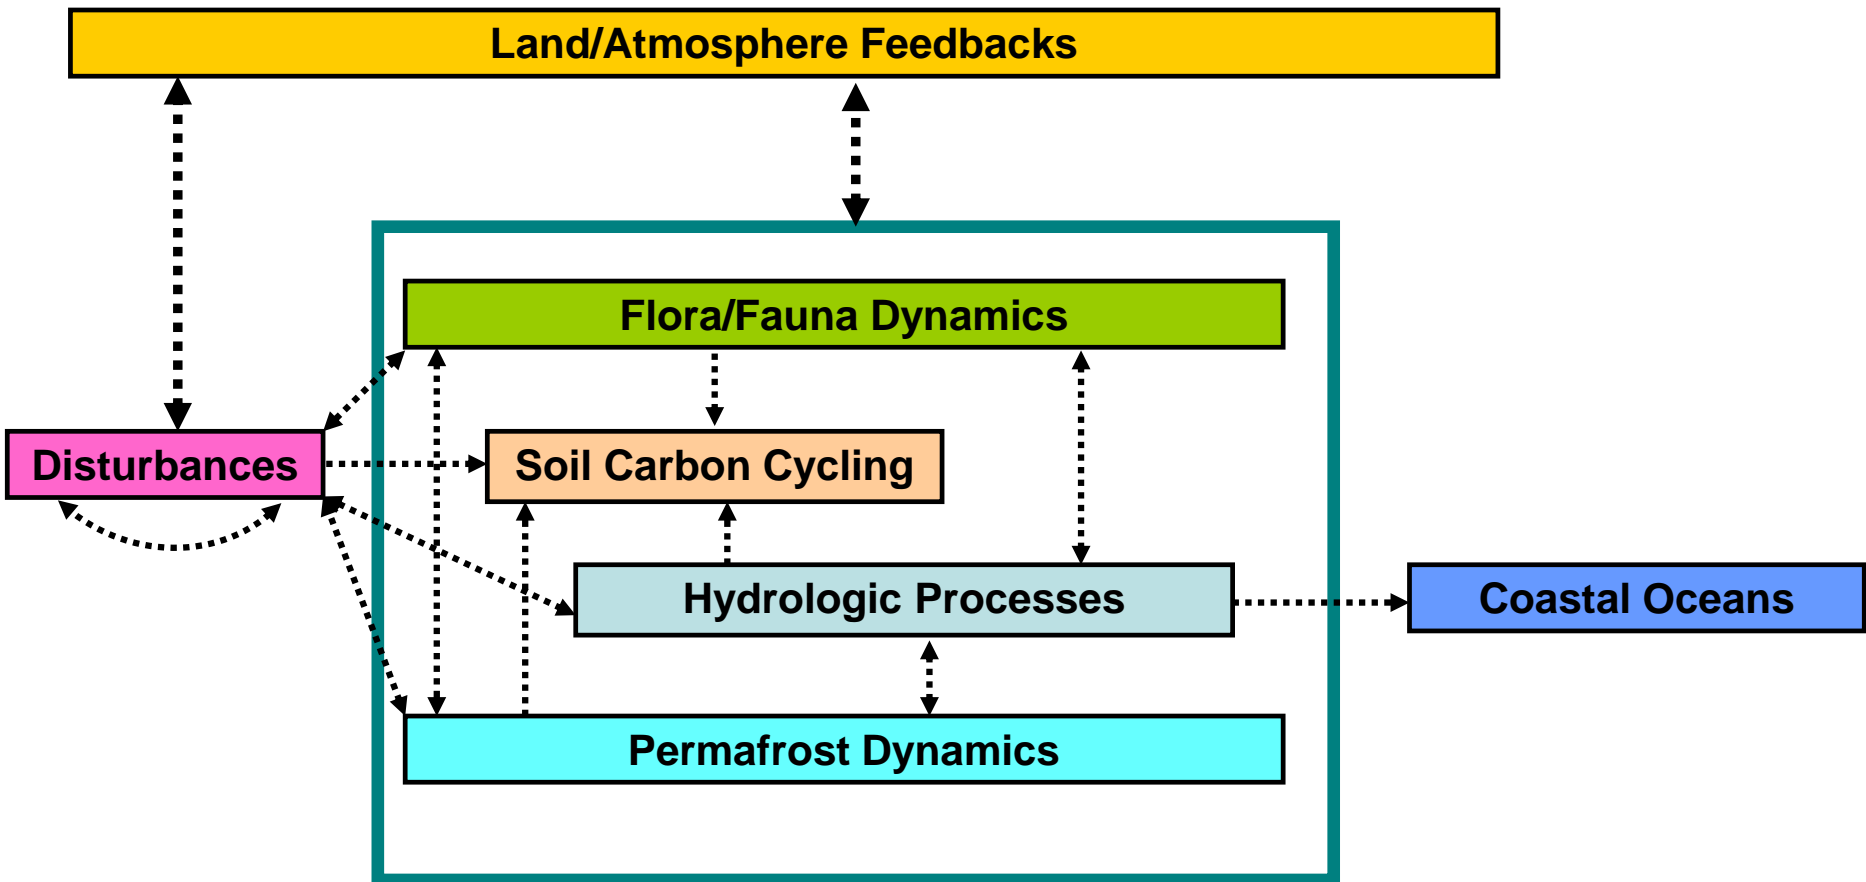 Land/Atmosphere Feedbacks
Flora/Fauna Dynamics
Disturbances
Soil Carbon Cycling
Hydrologic Processes
Coastal Oceans
Permafrost Dynamics